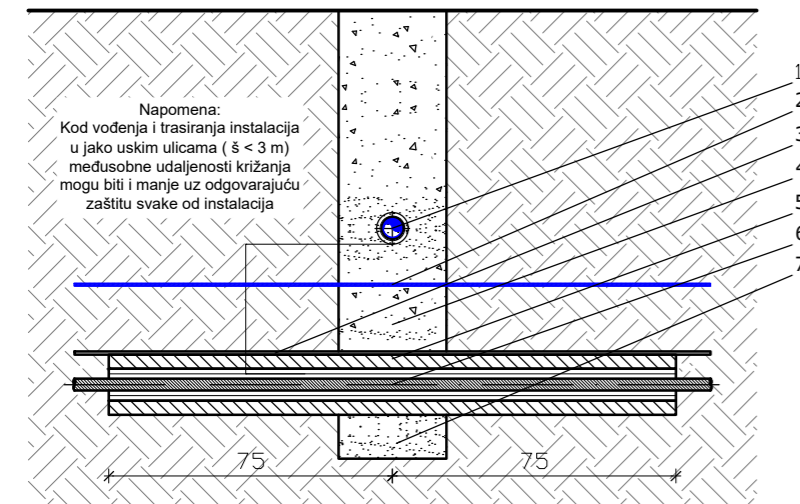 Napomena:
Kod vođenja i trasiranja instalacija
u jako uskim ulicama ( š < 3 m)
međusobne udaljenosti križanja
mogu biti i manje uz odgovarajuću
zaštitu svake od instalacija
1
2
3
4
5
6
7
75
75